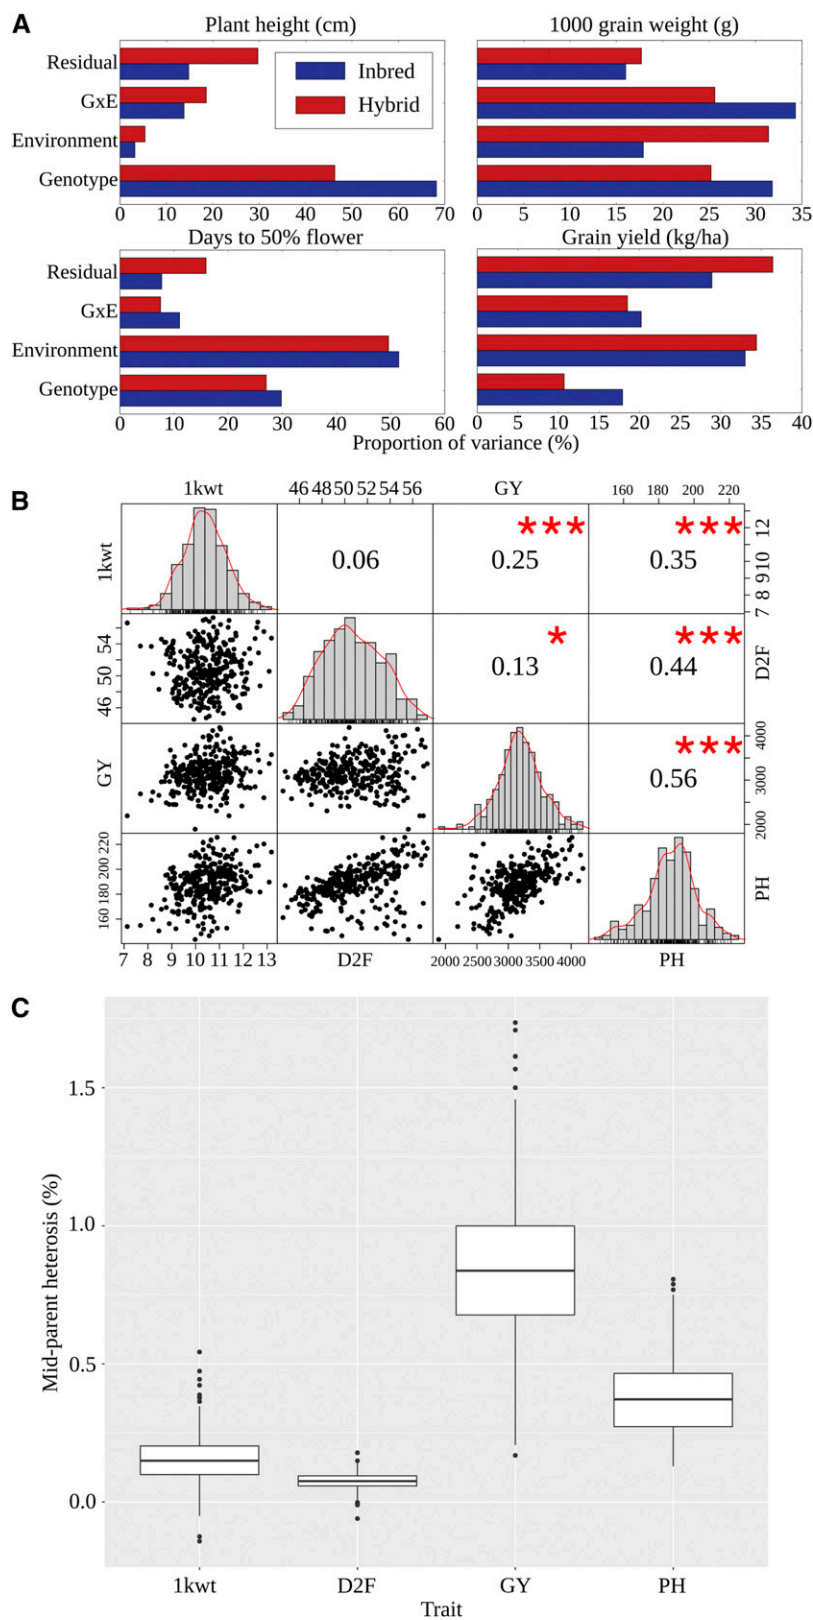 A
Plant height (cm)
1000 grain weight (g)
Residual
GxE
Environment
Genotype
Inbred
Hybrid
0 10 20 30 40 50 60 70
0 5 10 15 20 25 30 35
Days to 50% flower
Grain yield (kg/ha)
Residual
GxE
Environment
Genotype
0 10 20 30 40 50 60
0 5 10 15 20 25 30 35 40
Proportion of variance (%)
B
1kwt
46 48 50 52 54 56
GY
160 180 200 220
1kwt
0.06
***
0.25
***
0.35
12
10
9
8
7
54
50
46
*
0.13
***
0.44
D2F
GY
***
0.56
4000
3000
2000
220
200
180
160
PH
7 8 9 10 11 12 13
D2F
2000 2500 3000 3500 4000
PH
C
Mid-parent heterosis (%)
1.5
1.0
0.5
0.0
1kwt D2F GY PH
Trait